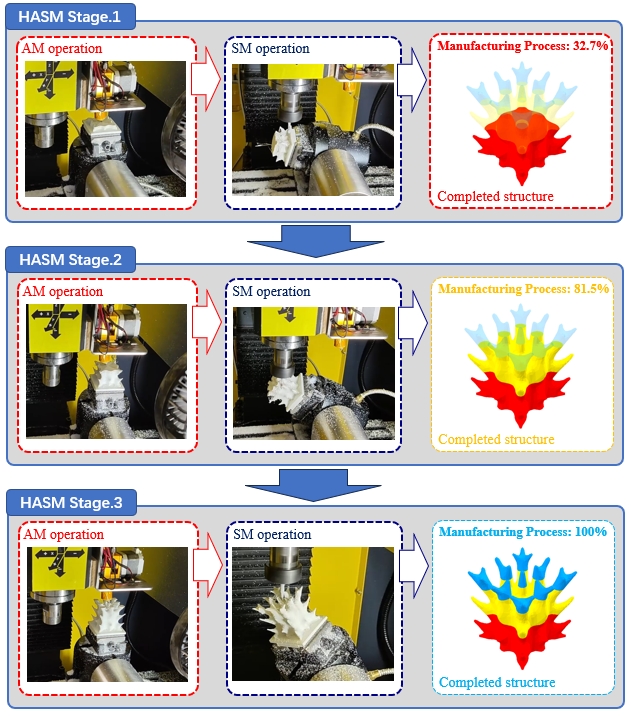 HASM Stage.1
AM operation
SM operation
Manufacturing Process: 32.7%
Completed structure
HASM Stage.2
AM operation
SM operation
Manufacturing Process: 81.5%
Completed structure
HASM Stage.3
AM operation
SM operation
Manufacturing Process: 100%
Completed structure